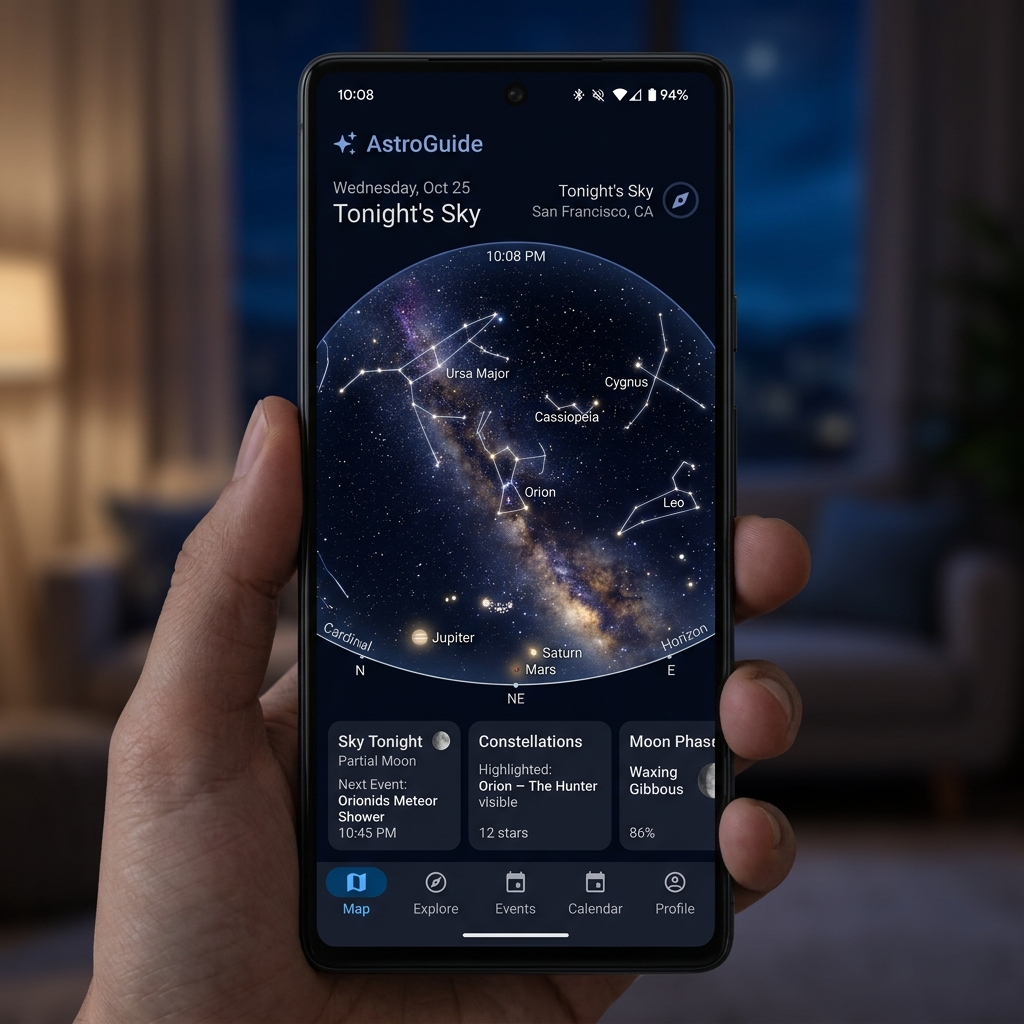 10:08
94%
AstroGuide
Wednesday, Oct 25
Tonight's Sky
Tonight's Sky
San Francisco, CA
10:08 PM
Ursa Major
Cygnus
Cassiopeia
Orion
Leo
Jupiter
Saturn
Mars
Cardinal
Horizon
N
E
NE
Sky Tonight
Partial Moon
Next Event:
Orionids Meteor
Shower
10:45 PM
Constellations
Highlighted:
Orion – The Hunter
visible
12 stars
Moon Phase
Waxing
Gibbous
86%
Map
Explore
Events
Calendar
Profile